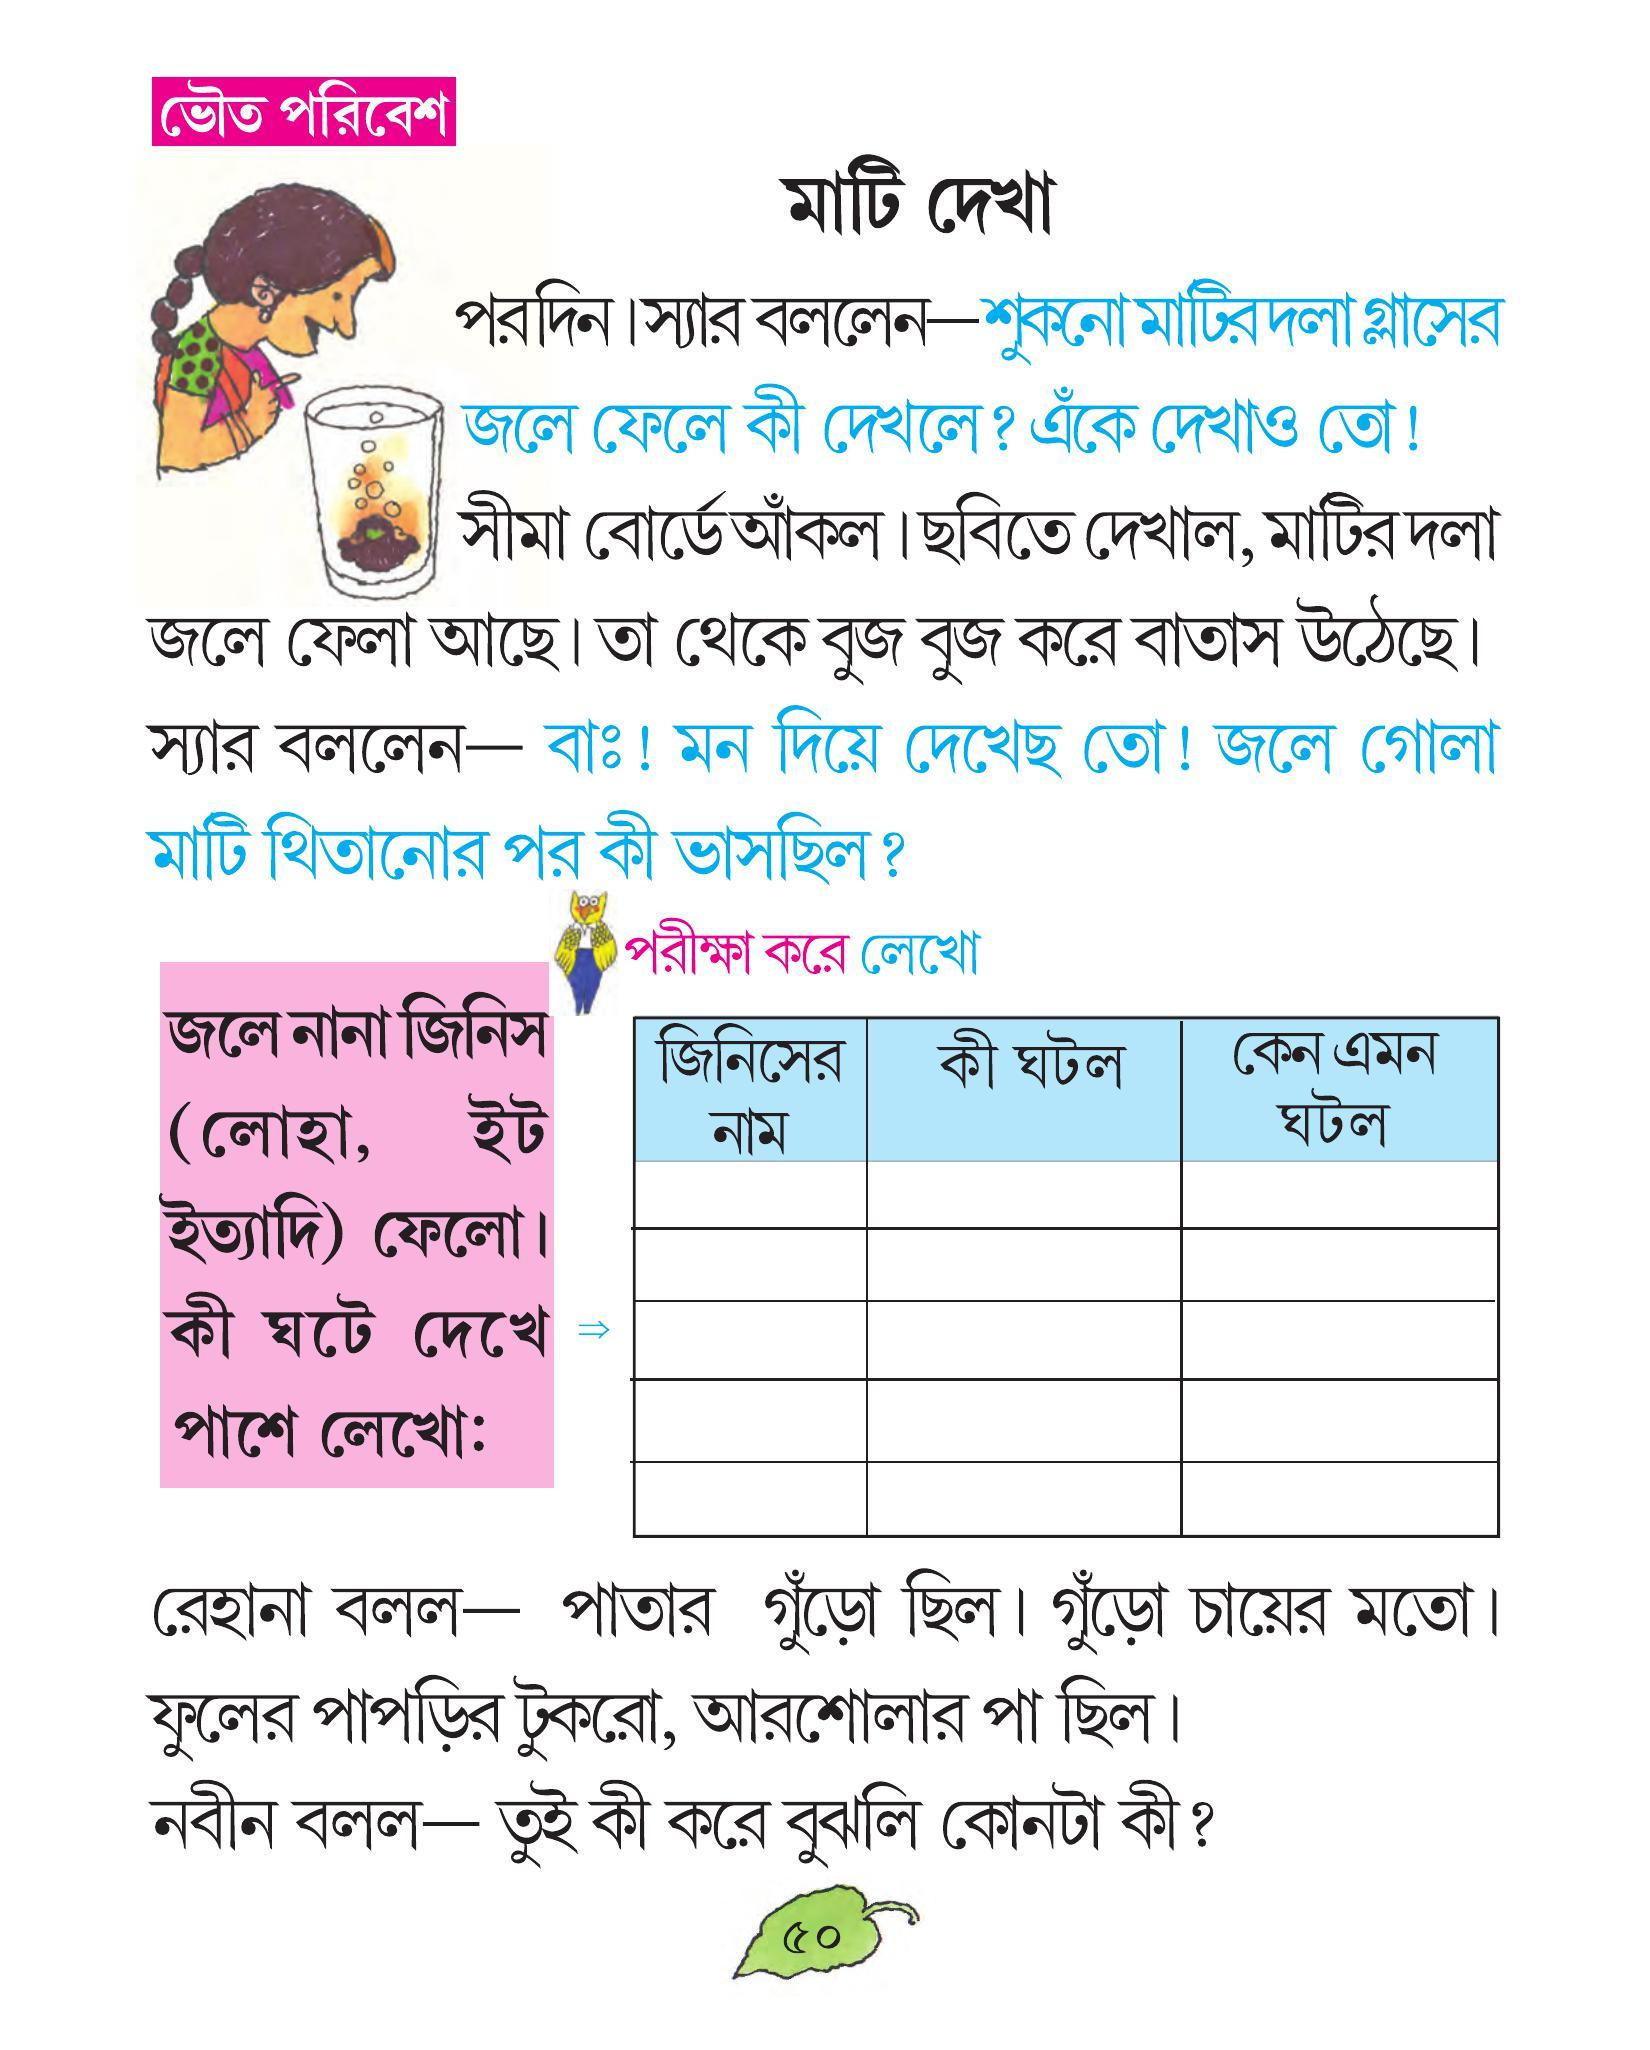 ভৌত পরিবেশ
মাটি দেখা
পরদিন। স্যার বললেন—শুকনো মাটির দলা গ্লাসের
জলে ফেলে কী দেখলে? এঁকে দেখাও তো!
সীমা বোর্ডে আঁকল। ছবিতে দেখাল, মাটির দলা
জলে ফেলা আছে। তা থেকে বুজ বুজ করে বাতাস উঠেছে।
স্যার বললেন— বাঃ! মন দিয়ে দেখেছ তো! জলে গোলা
মাটি থিতানোর পর কী ভাসছিল?
পরীক্ষা করে লেখো
জলে নানা জিনিস
(লোহা, ইট
ইত্যাদি) ফেলো।
কী ঘটে দেখে
পাশে লেখো:
⇒
জিনিসের
নাম
কী ঘটল
কেন এমন
ঘটল
রেহানা বলল— পাতার গুঁড়ো ছিল। গুঁড়ো চায়ের মতো।
ফুলের পাপড়ির টুকরো, আরশোলার পা ছিল।
নবীন বলল— তুই কী করে বুঝলি কোনটা কী?
৫০